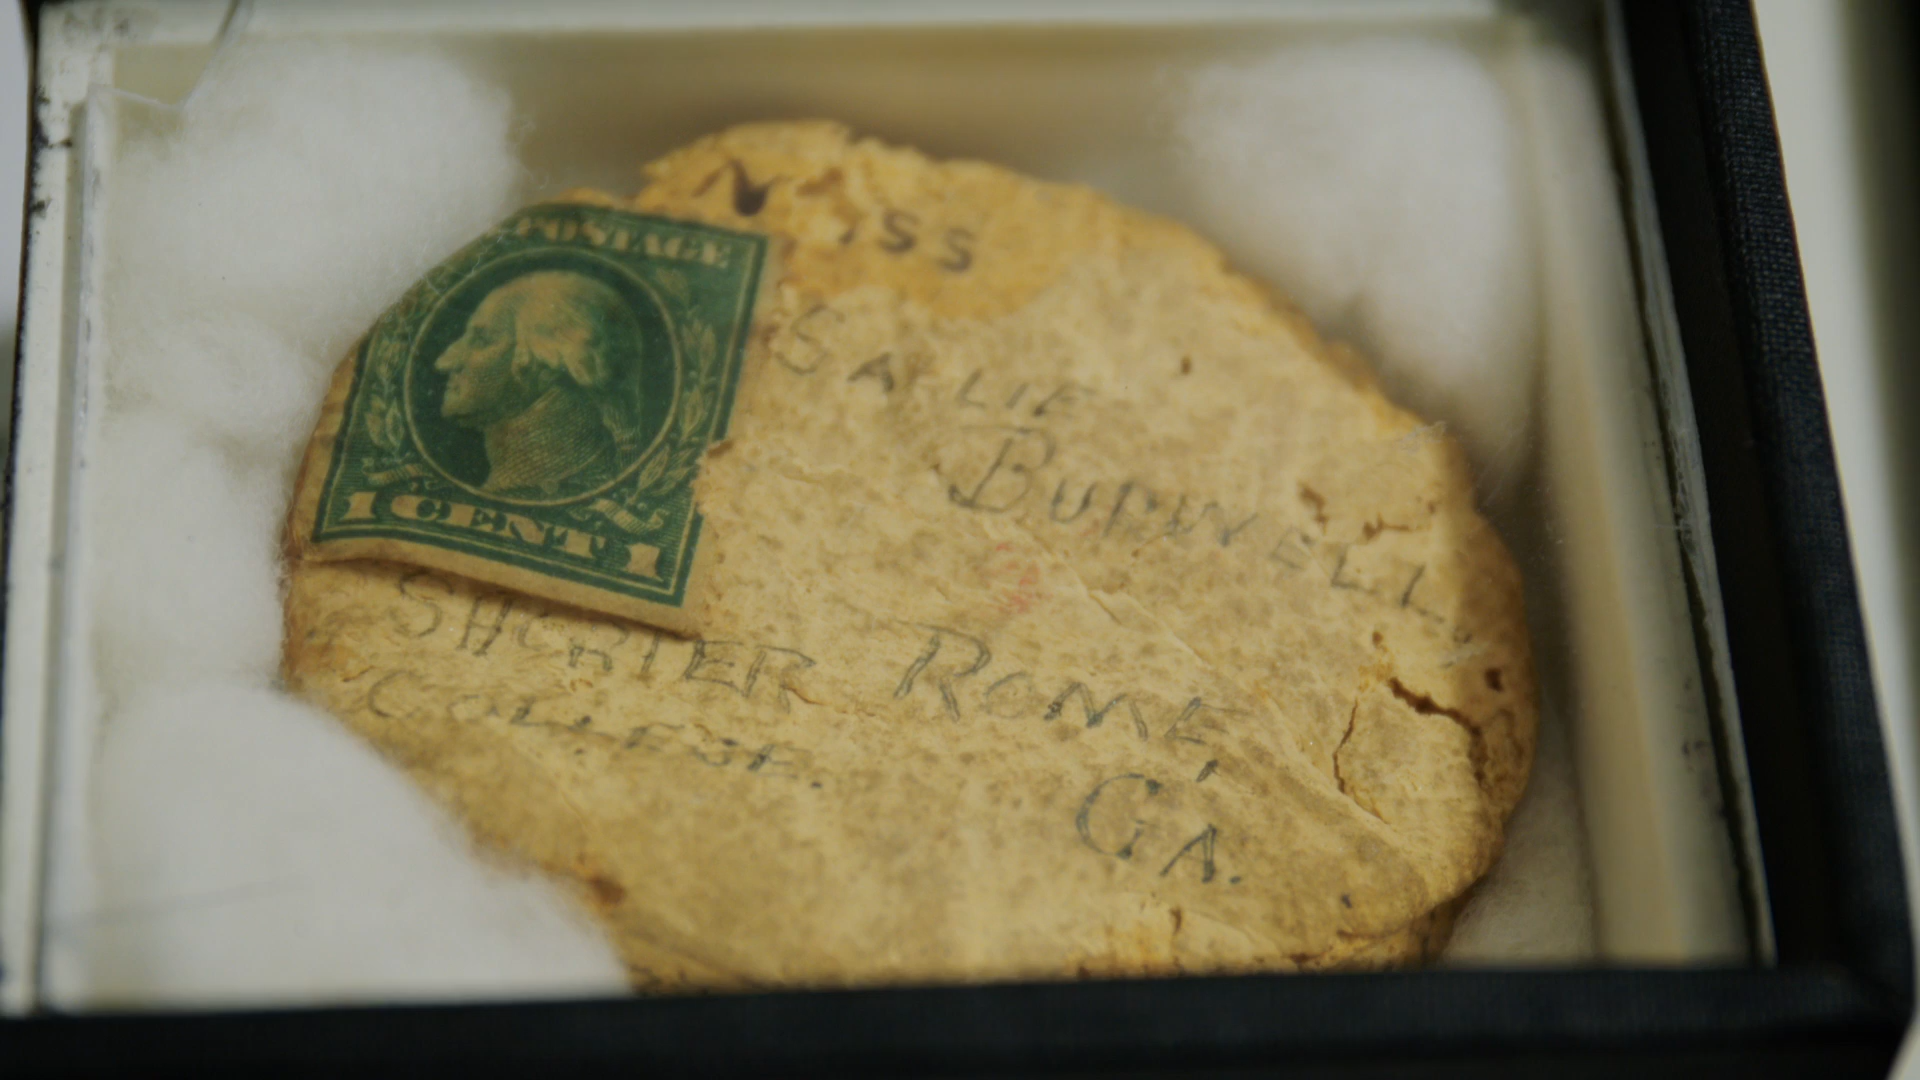 POSTAGE
1 CENT 1
MISS
SALLIE
BURWELL
SHORTER
COLLEGE.
ROME,
GA.